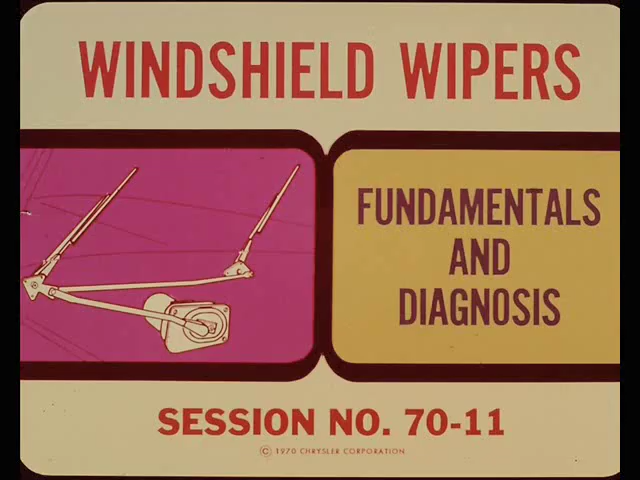 WINDSHIELD WIPERS
FUNDAMENTALS
AND
DIAGNOSIS
SESSION NO. 70-11
© 1970 CHRYSLER CORPORATION